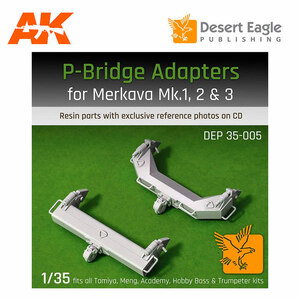 AK
Desert Eagle
PUBLISHING
P-Bridge Adapters
for Merkava Mk.1, 2 & 3
Resin parts with exclusive reference photos on CD
DEP 35-005
1/35 fits all Tamiya, Meng, Academy, Hobby Boss & Trumpeter kits